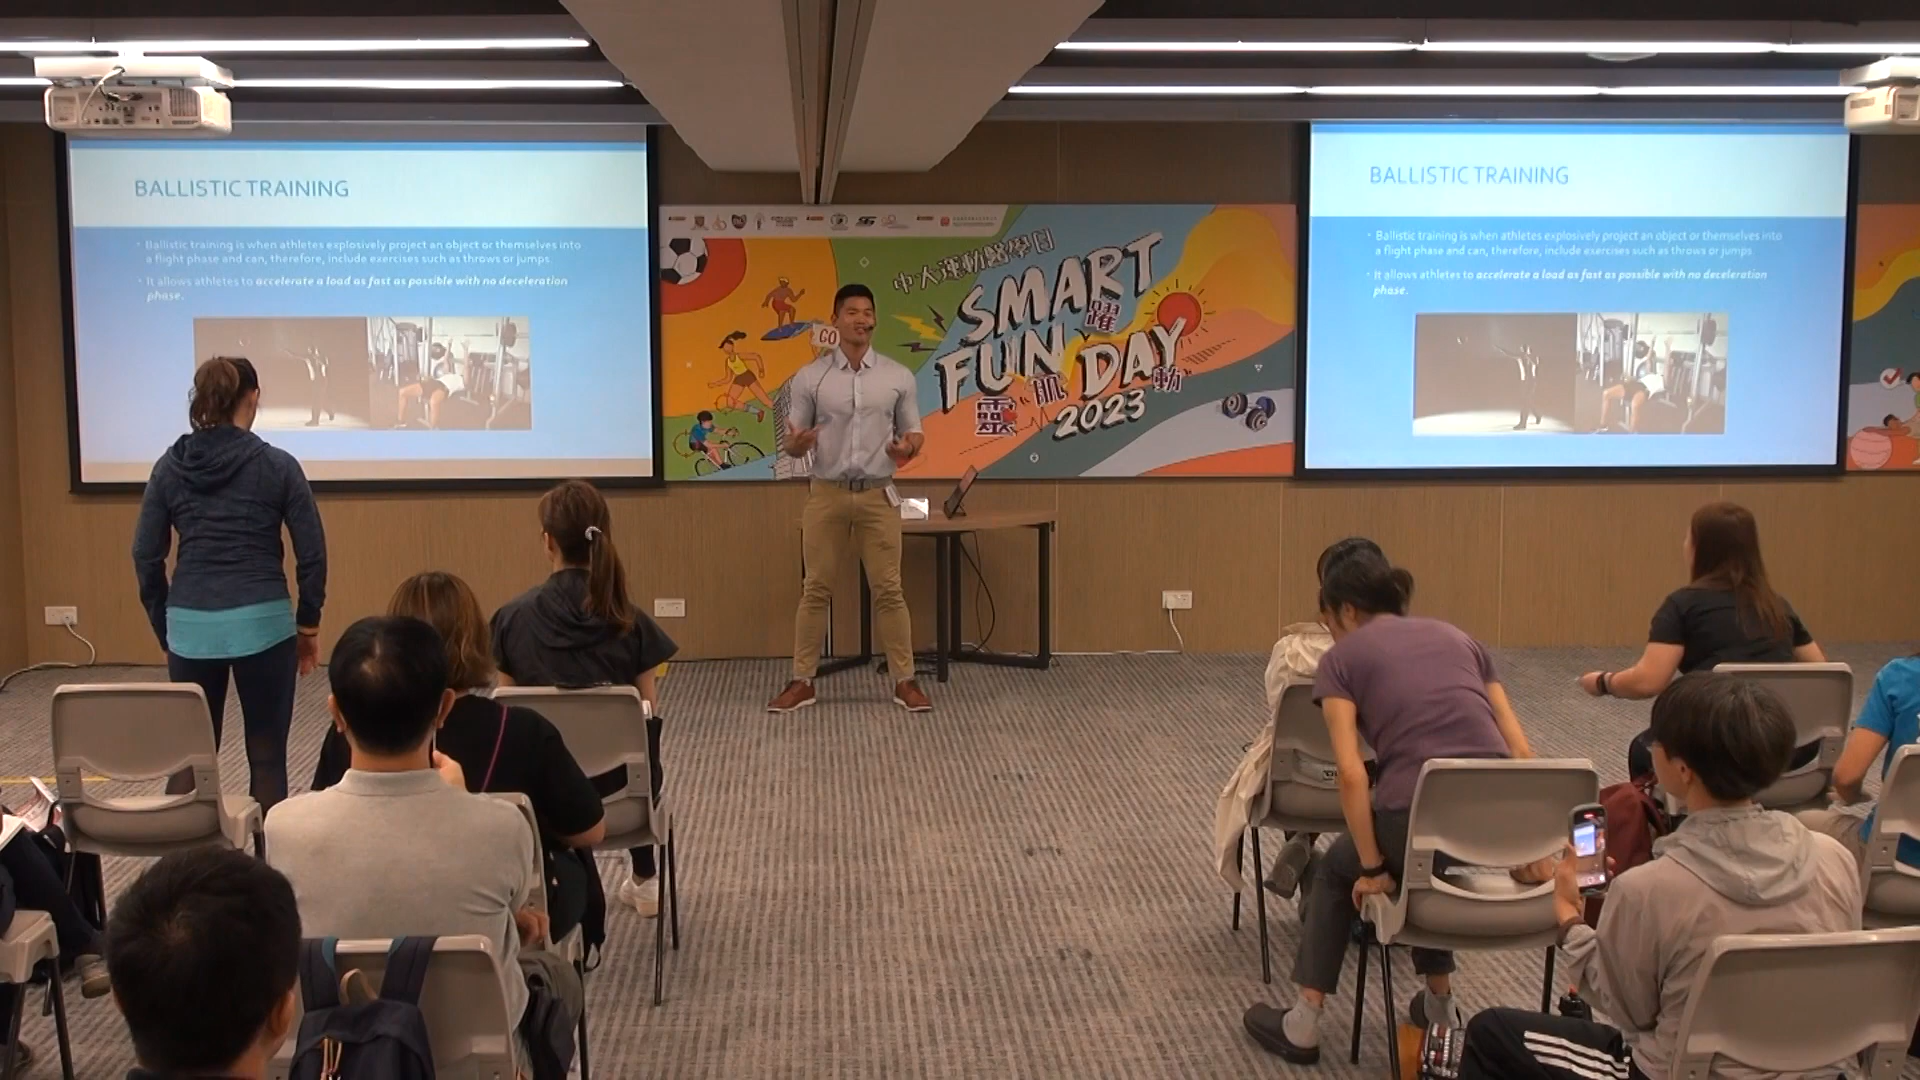 BALLISTIC TRAINING
Ballistic training is when athletes explosively project an object or themselves into
a flight phase and can, therefore, include exercises such as throws or jumps
It allows athletes to accelerate a load as fast as possible with no deceleration
phase.
中大運動醫學日
SMART
躍
FUN DAY
靈 "肌" 動
2023
GO
BALLISTIC TRAINING
Ballistic training is when athletes explosively project an object or themselves into
a flight phase and can, therefore, include exercises such as throws or jumps
It allows athletes to accelerate a load as fast as possible with no deceleration
phase.